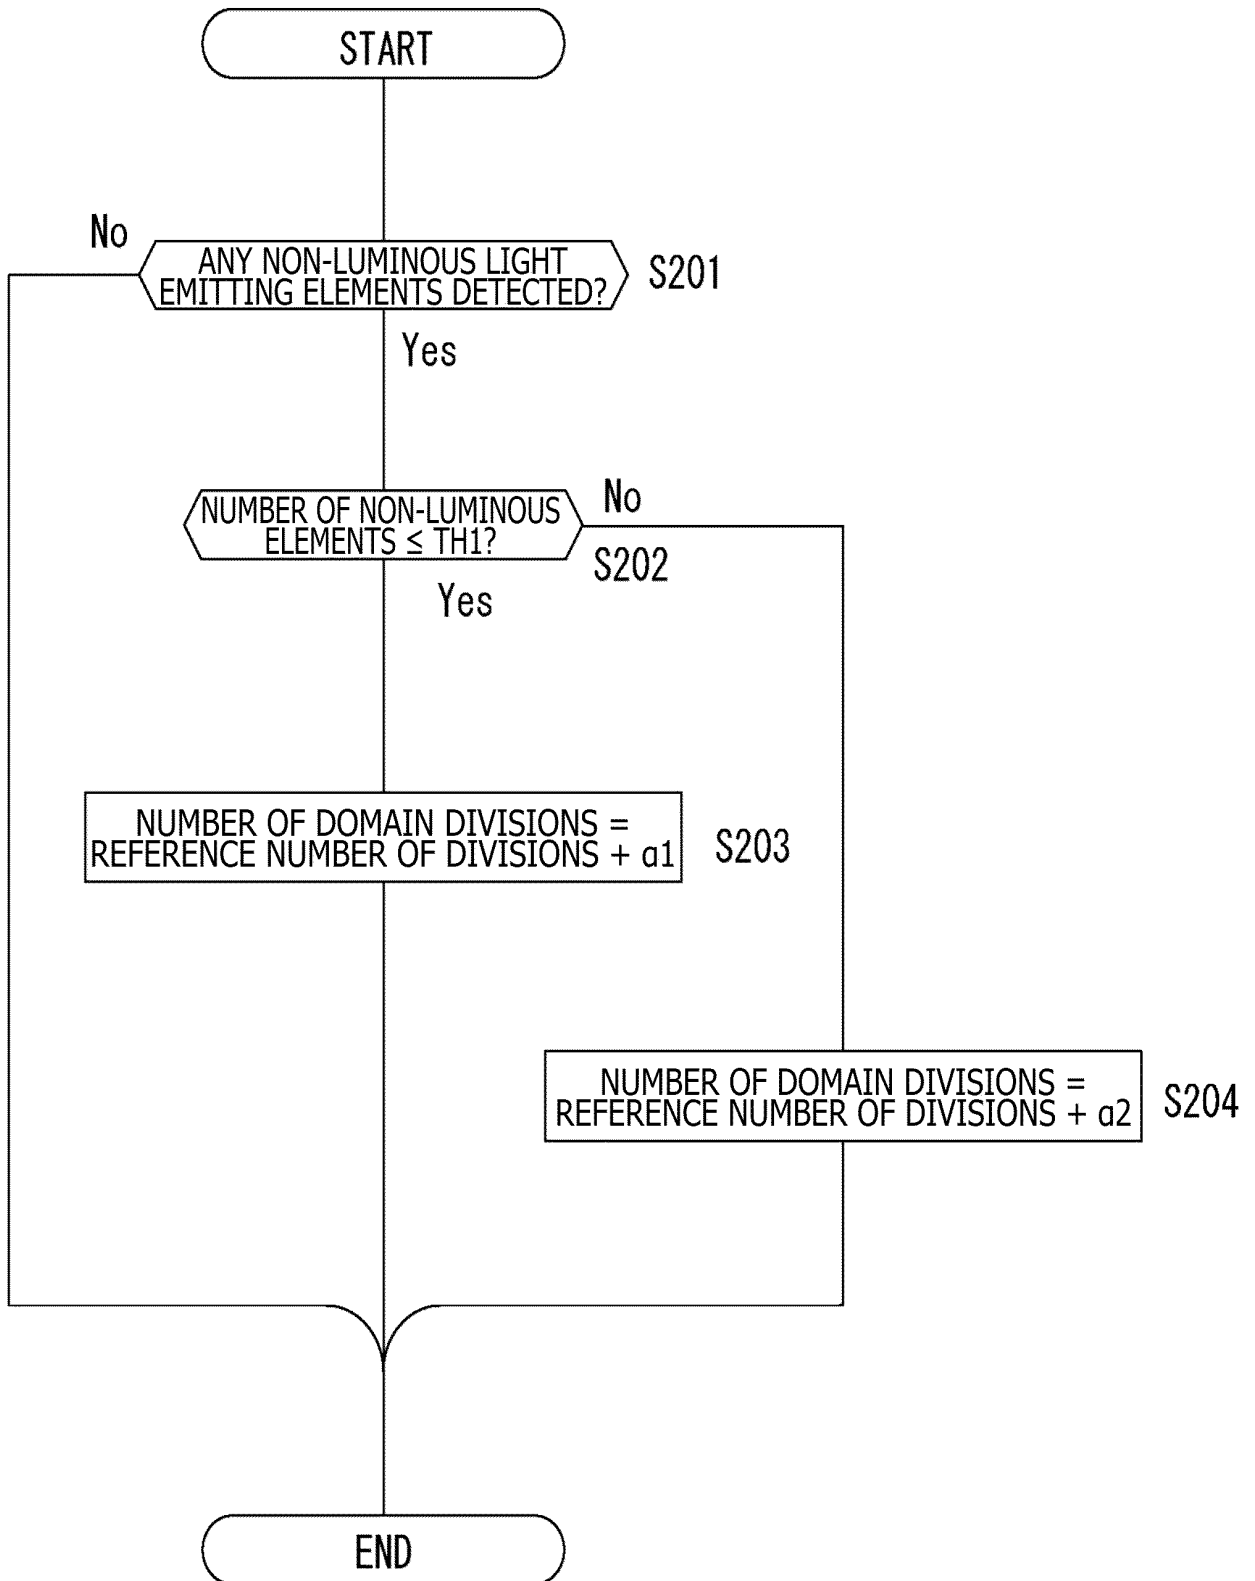 START
No
ANY NON-LUMINOUS LIGHT
EMITTING ELEMENTS DETECTED?
S201
Yes
NUMBER OF NON-LUMINOUS
ELEMENTS ≤ TH1?
No
S202
Yes
NUMBER OF DOMAIN DIVISIONS =
REFERENCE NUMBER OF DIVISIONS + α1
S203
NUMBER OF DOMAIN DIVISIONS =
REFERENCE NUMBER OF DIVISIONS + α2
S204
END